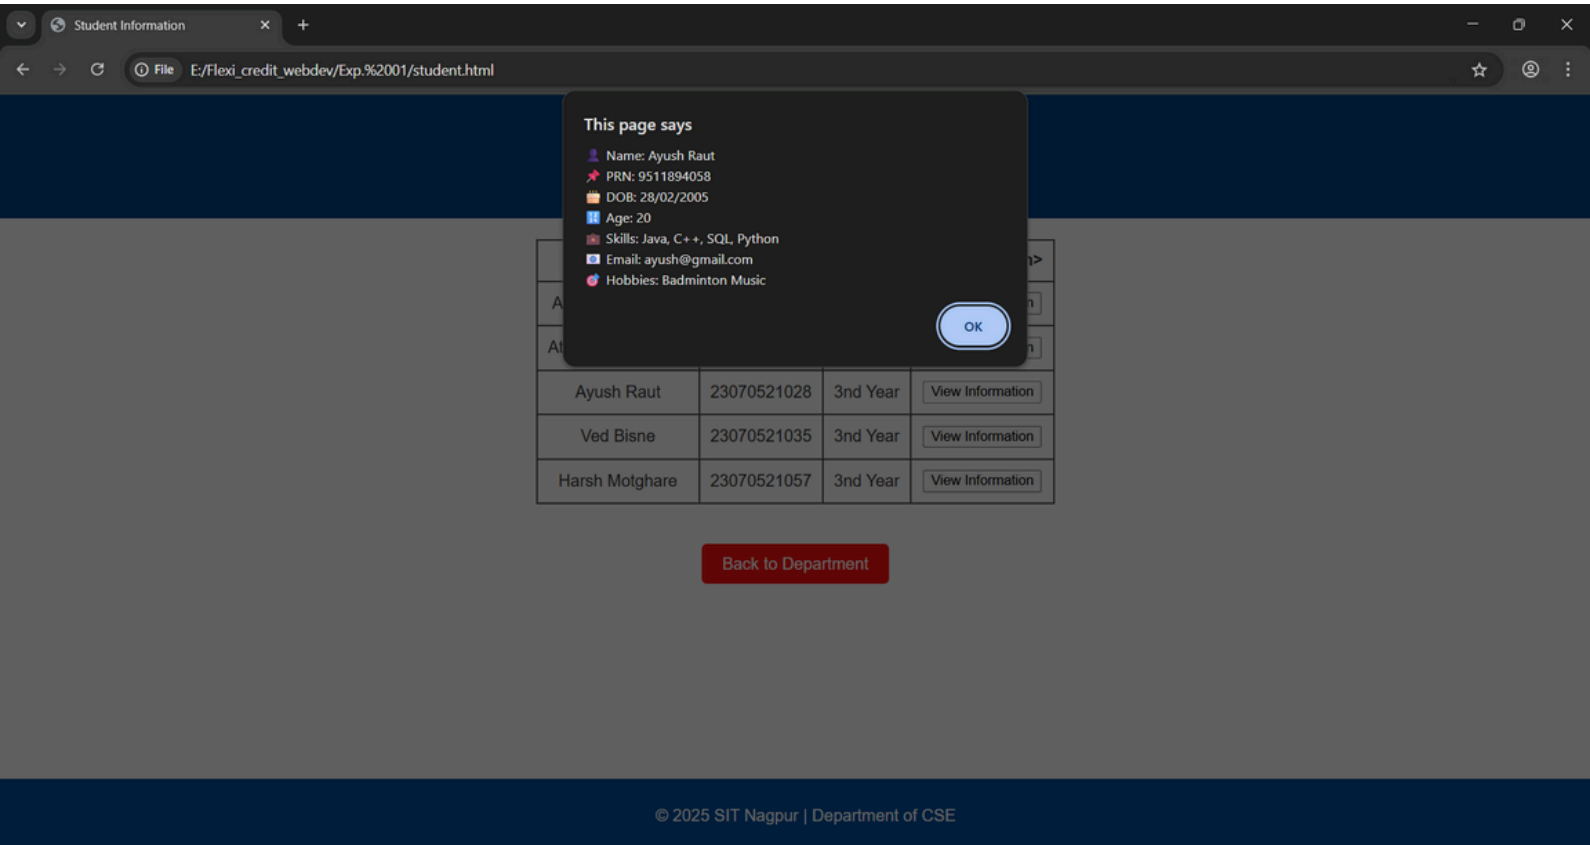 Student Information
File E:/Flexi_credit_webdev/Exp.%2001/student.html
This page says
Name: Ayush Raut
PRN: 9511894058
DOB: 28/02/2005
Age: 20
Skills: Java, C++, SQL, Python
Email: ayush@gmail.com
Hobbies: Badminton Music
OK
Ayush Raut 23070521028 3nd Year View Information
Ved Bisne 23070521035 3nd Year View Information
Harsh Motghare 23070521057 3nd Year View Information
Back to Department
© 2025 SIT Nagpur | Department of CSE